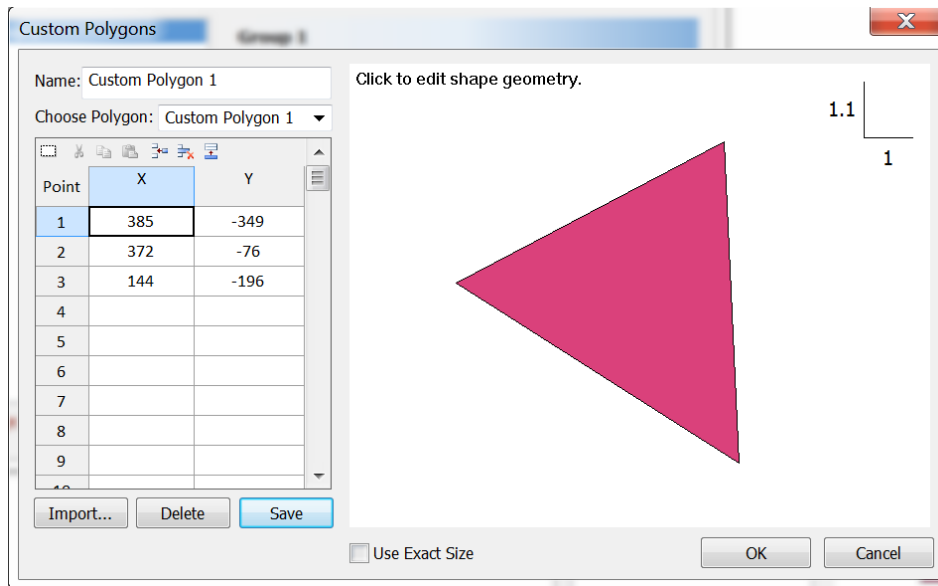 Custom Polygons
Group 1
Name: Custom Polygon 1
Choose Polygon: Custom Polygon 1
Point X Y
1 385 -349
2 372 -76
3 144 -196
4
5
6
7
8
9
10
Import... Delete Save
Click to edit shape geometry.
1.1
1
Use Exact Size
OK Cancel